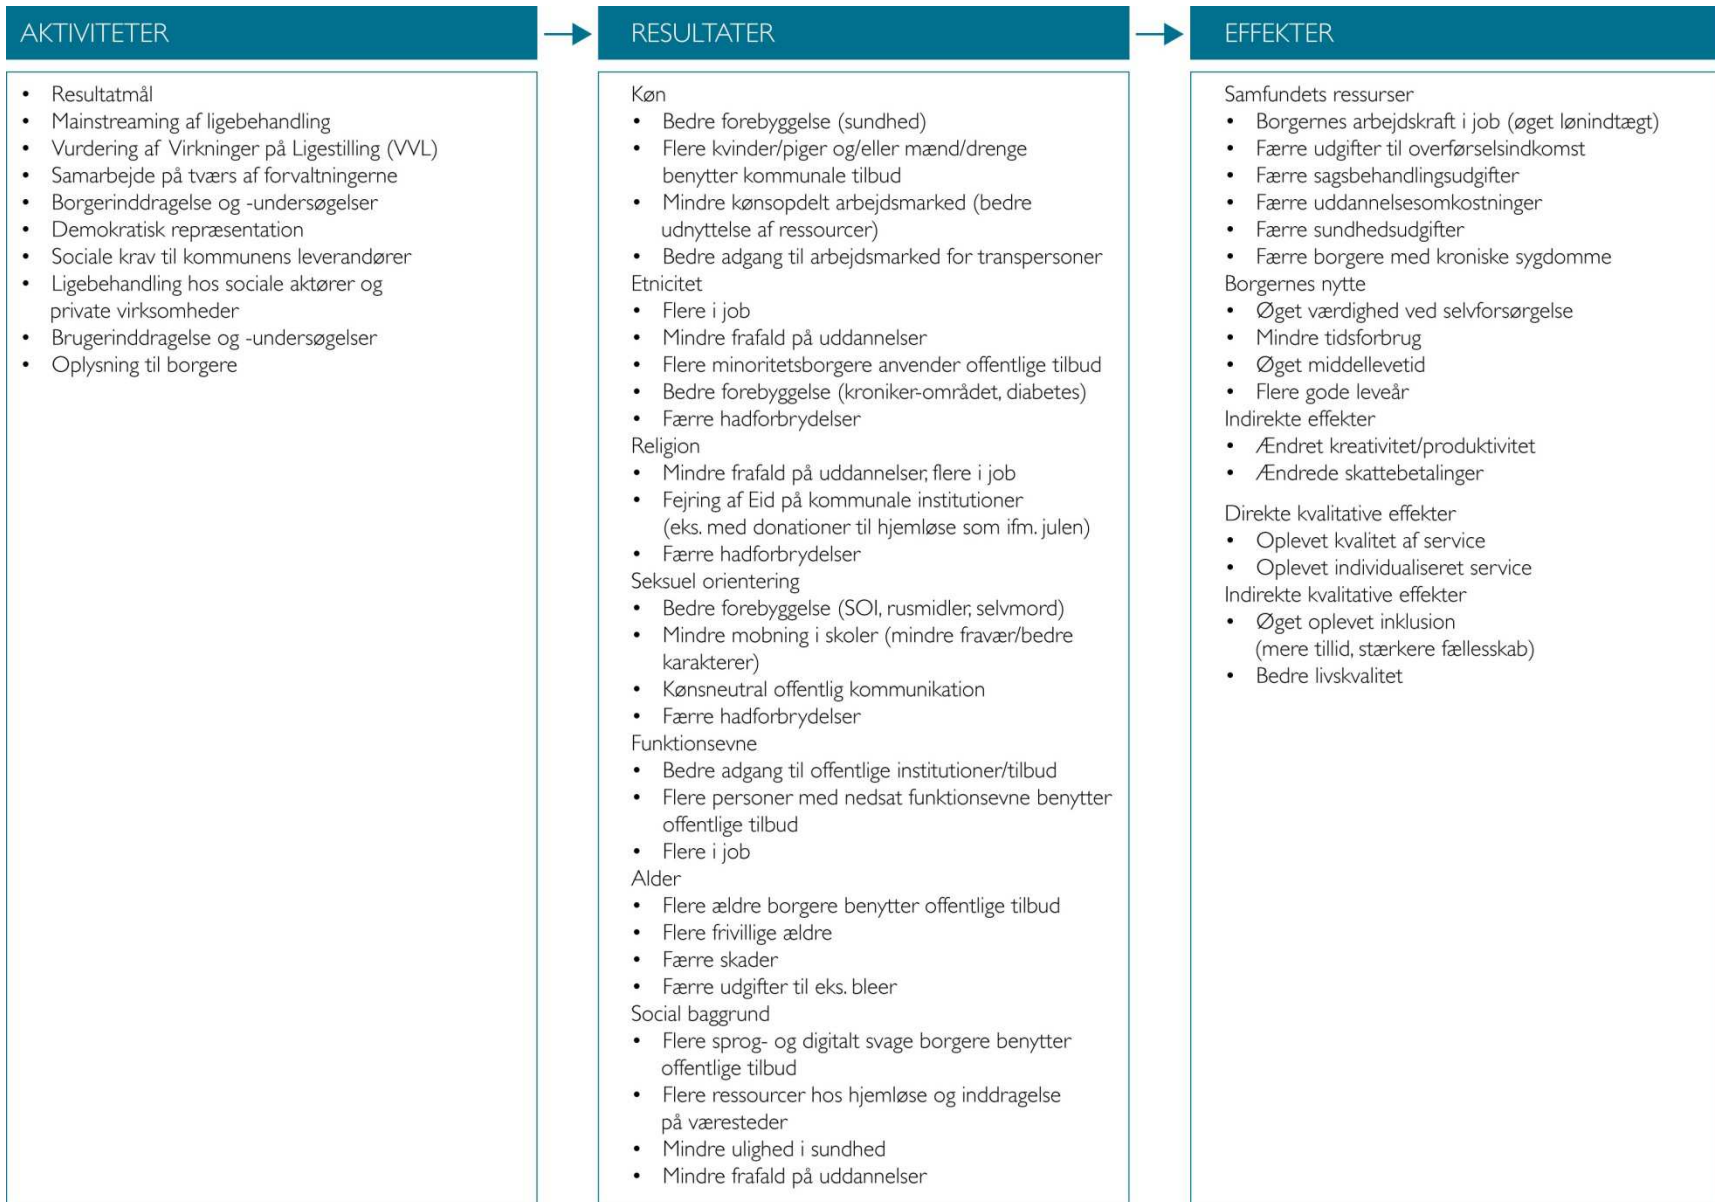 AKTIVITETER
• Resultatmål
• Mainstreaming af ligebehandling
• Vurdering af Virkninger på Ligestilling (VVL)
• Samarbejde på tværs af forvaltningerne
• Borgerinddragelse og -undersøgelser
• Demokratisk repræsentation
• Sociale krav til kommunens leverandører
• Ligebehandling hos sociale aktører og
private virksomheder
• Brugerinddragelse og -undersøgelser
• Oplysning til borgere
RESULTATER
Køn
• Bedre forebyggelse (sundhed)
• Flere kvinder/piger og/eller mænd/drenge
benytter kommunale tilbud
• Mindre kønsopdelt arbejdsmarked (bedre
udnyttelse af ressourcer)
• Bedre adgang til arbejdsmarked for transpersoner
Etnicitet
• Flere i job
• Mindre frafald på uddannelser
• Flere minoritetsborgere anvender offentlige tilbud
• Bedre forebyggelse (kroniker-området, diabetes)
• Færre hadforbrydelser
Religion
• Mindre frafald på uddannelser, flere i job
• Fejring af Eid på kommunale institutioner
(eks. med donationer til hjemløse som ifm. julen)
• Færre hadforbrydelser
Seksuel orientering
• Bedre forebyggelse (SOI, rusmidler, selvmord)
• Mindre mobning i skoler (mindre fravær/bedre
karakterer)
• Kønsneutral offentlig kommunikation
• Færre hadforbrydelser
Funktionsevne
• Bedre adgang til offentlige institutioner/tilbud
• Flere personer med nedsat funktionsevne benytter
offentlige tilbud
• Flere i job
Alder
• Flere ældre borgere benytter offentlige tilbud
• Flere frivillige ældre
• Færre skader
• Færre udgifter til eks. bleer
Social baggrund
• Flere sprog- og digitalt svage borgere benytter
offentlige tilbud
• Flere ressourcer hos hjemløse og inddragelse
på væresteder
• Mindre ulighed i sundhed
• Mindre frafald på uddannelser
EFFEKTER
Samfundets ressurser
• Borgernes arbejdskraft i job (øget lønindtægt)
• Færre udgifter til overførselsindkomst
• Færre sagsbehandlingsudgifter
• Færre uddannelsesomkostninger
• Færre sundhedsudgifter
• Færre borgere med kroniske sygdomme
Borgernes nytte
• Øget værdighed ved selvforsørgelse
• Mindre tidsforbrug
• Øget middellevetid
• Flere gode leveår
Indirekte effekter
• Ændret kreativitet/produktivitet
• Ændrede skattebetalinger
Direkte kvalitative effekter
• Oplevet kvalitet af service
• Oplevet individualiseret service
Indirekte kvalitative effekter
• Øget oplevet inklusion
(mere tillid, stærkere fællesskab)
• Bedre livskvalitet